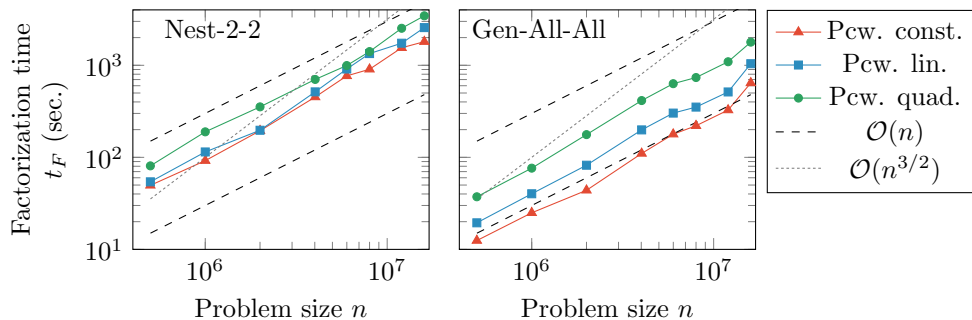 Nest-2-2
Gen-All-All
Pcw. const.
Pcw. lin.
Pcw. quad.
O(n)
O(n^{3/2})
Factorization time
t_F (sec.)
10^3
10^2
10^1
10^6
10^7
10^6
10^7
Problem size n
Problem size n